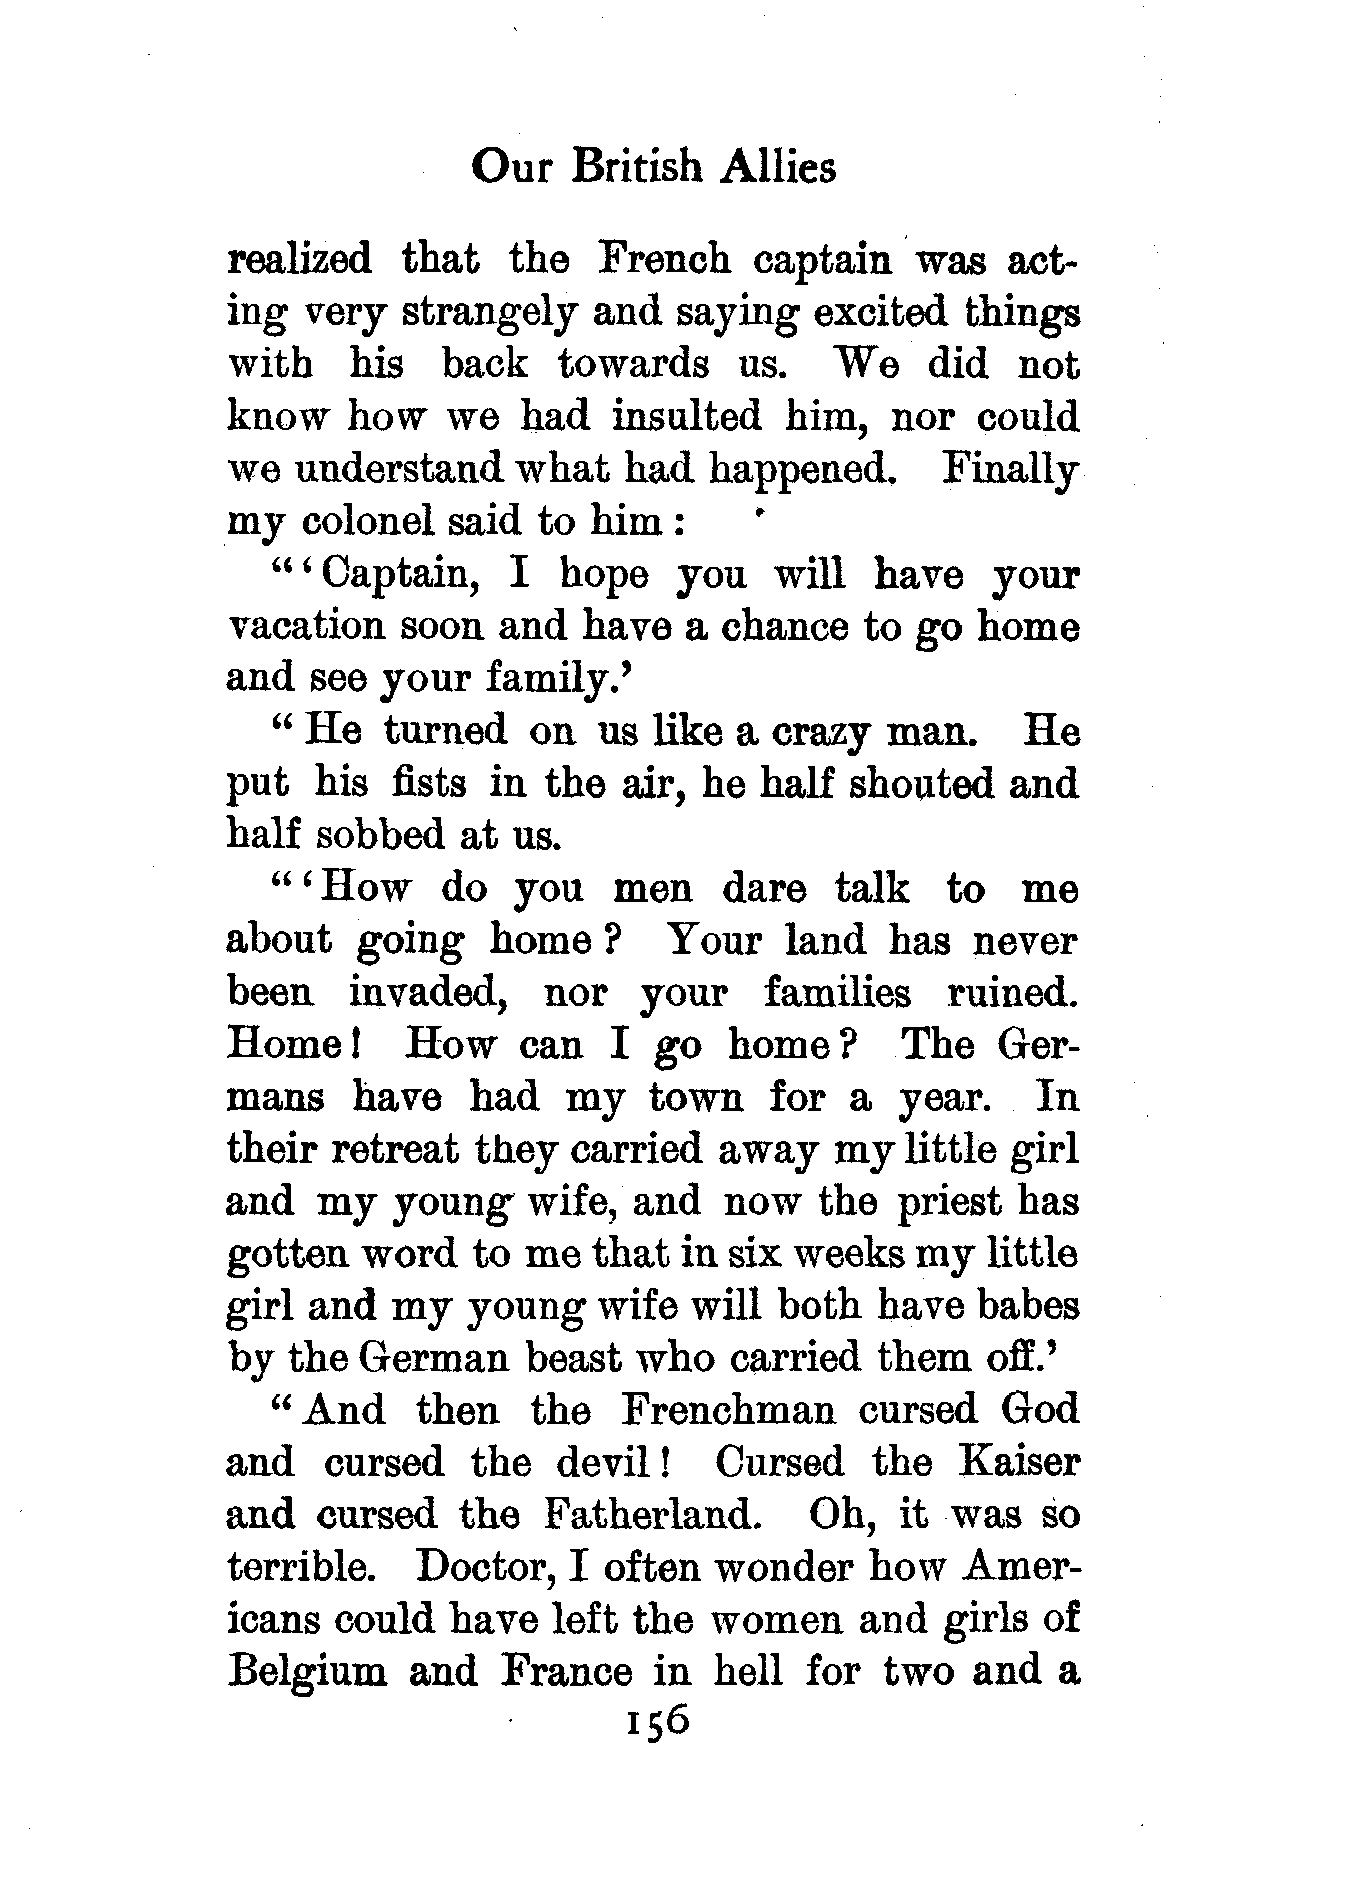 Our British Allies
realized that the French captain was act-
ing very strangely and saying excited things
with his back towards us. We did not
know how we had insulted him, nor could
we understand what had happened. Finally
my colonel said to him :
"'Captain, I hope you will have your
vacation soon and have a chance to go home
and see your family.'
"He turned on us like a crazy man. He
put his fists in the air, he half shouted and
half sobbed at us.
"'How do you men dare talk to me
about going home? Your land has never
been invaded, nor your families ruined.
Home! How can I go home? The Ger-
mans have had my town for a year. In
their retreat they carried away my little girl
and my young wife, and now the priest has
gotten word to me that in six weeks my little
girl and my young wife will both have babes
by the German beast who carried them off.'
"And then the Frenchman cursed God
and cursed the devil! Cursed the Kaiser
and cursed the Fatherland. Oh, it was so
terrible. Doctor, I often wonder how Amer-
icans could have left the women and girls of
Belgium and France in hell for two and a
156